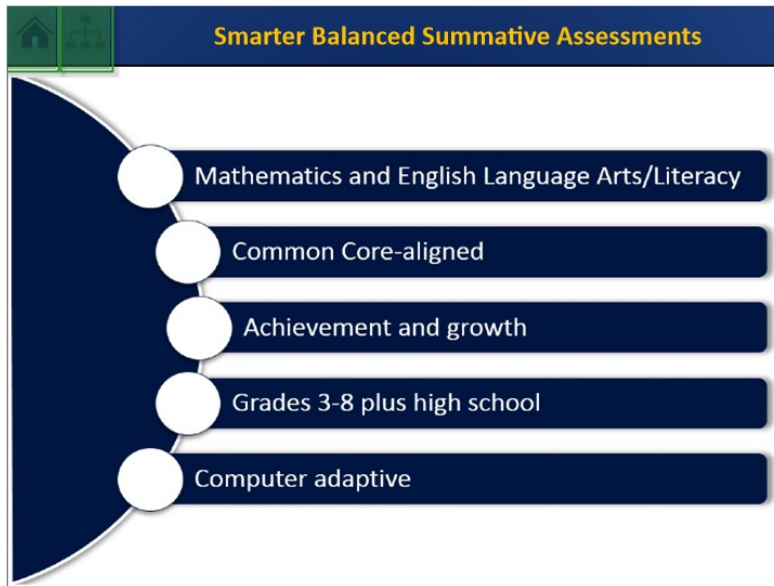 Smarter Balanced Summative Assessments
Mathematics and English Language Arts/Literacy
Common Core-aligned
Achievement and growth
Grades 3-8 plus high school
Computer adaptive